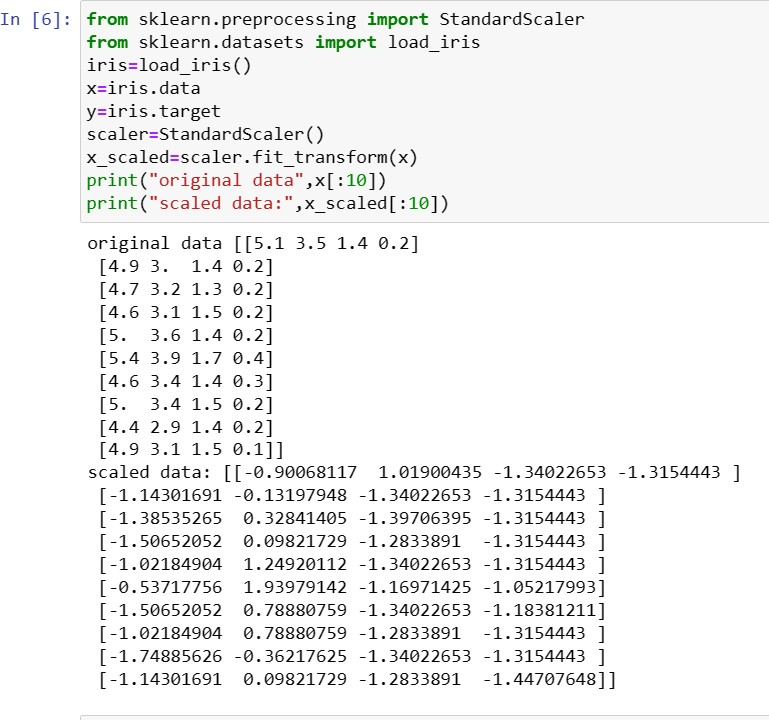 In [6]: from sklearn.preprocessing import StandardScaler
from sklearn.datasets import load_iris
iris=load_iris()
x=iris.data
y=iris.target
scaler=StandardScaler()
x_scaled=scaler.fit_transform(x)
print("original data",x[:10])
print("scaled data:",x_scaled[:10])
original data [[5.1 3.5 1.4 0.2]
 [4.9 3.  1.4 0.2]
 [4.7 3.2 1.3 0.2]
 [4.6 3.1 1.5 0.2]
 [5.  3.6 1.4 0.2]
 [5.4 3.9 1.7 0.4]
 [4.6 3.4 1.4 0.3]
 [5.  3.4 1.5 0.2]
 [4.4 2.9 1.4 0.2]
 [4.9 3.1 1.5 0.1]]
scaled data: [[-0.90068117  1.01900435 -1.34022653 -1.3154443 ]
 [-1.14301691 -0.13197948 -1.34022653 -1.3154443 ]
 [-1.38535265  0.32841405 -1.39706395 -1.3154443 ]
 [-1.50652052  0.09821729 -1.2833891  -1.3154443 ]
 [-1.02184904  1.24920112 -1.34022653 -1.3154443 ]
 [-0.53717756  1.93979142 -1.16971425 -1.05217993]
 [-1.50652052  0.78880759 -1.34022653 -1.18381211]
 [-1.02184904  0.78880759 -1.2833891  -1.3154443 ]
 [-1.74885626 -0.36217625 -1.34022653 -1.3154443 ]
 [-1.14301691  0.09821729 -1.2833891  -1.44707648]]